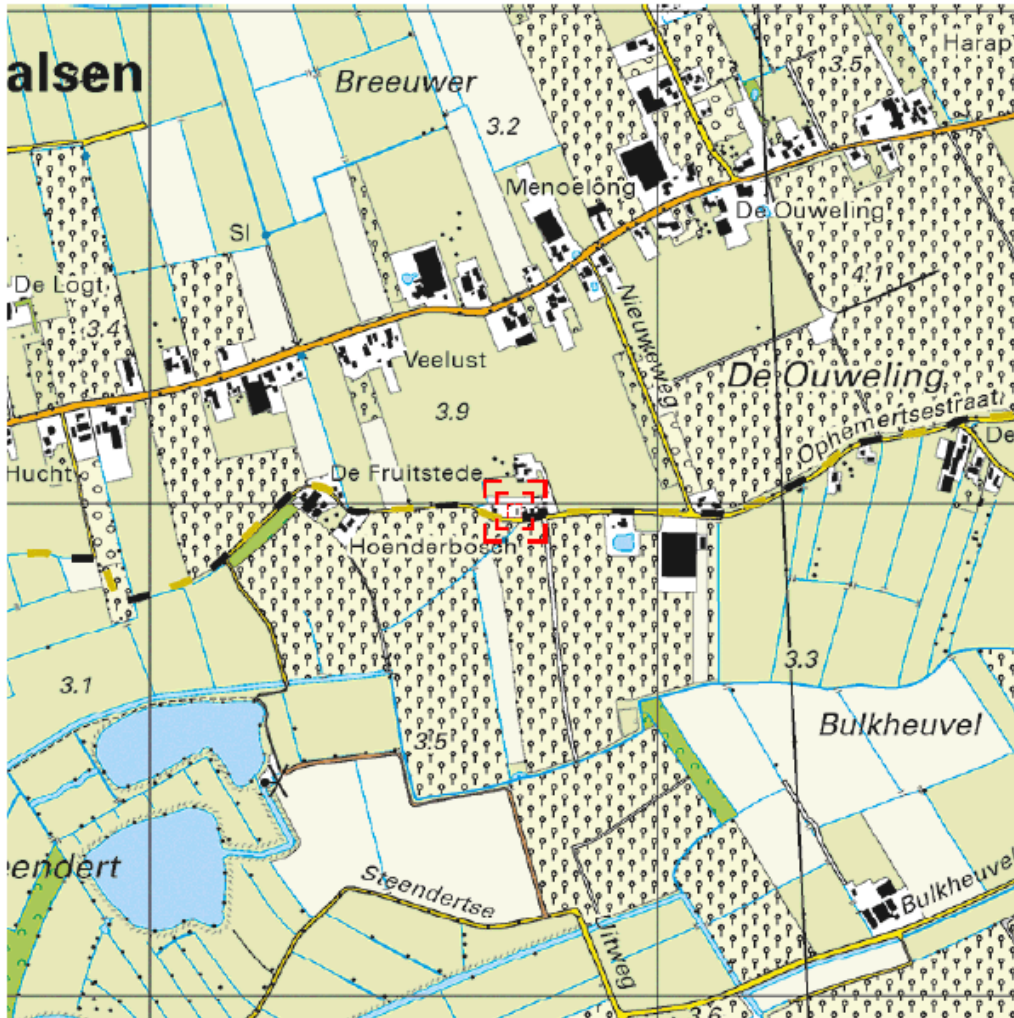 Harap
3.5
alsen
Breeuwer
3.2
Menoelong
De Ouweling
Sl
De Logt
4.1
3.4
Nieuweweg
Veelust
De Ouweling
3.9
Ophemertsestraat
De
Hucht
De Fruitstede
Hoenderbosch
3.3
3.1
Bulkheuvel
3.5
eendert
Steendertse
Bulkheuvel
Uitweg
3.6